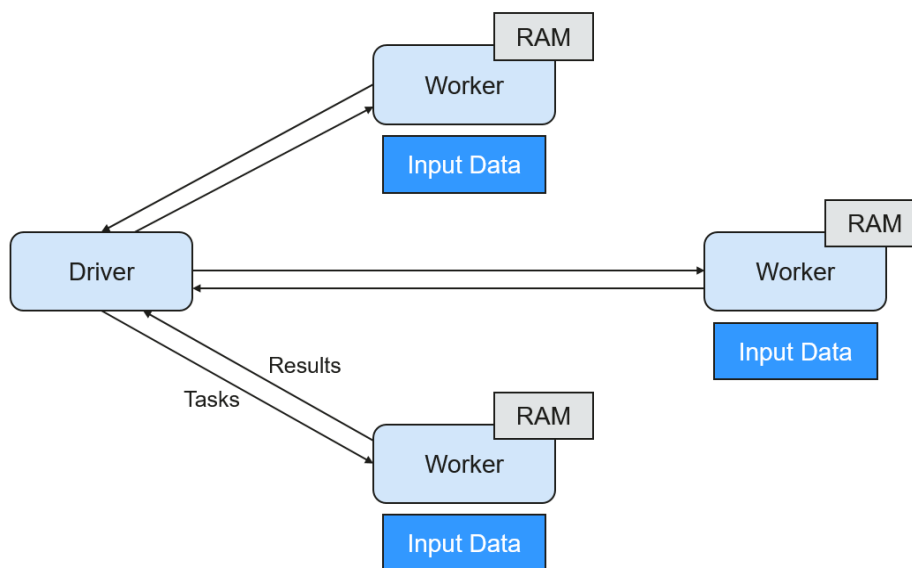 RAM
Worker
Input Data
RAM
Driver
Worker
Input Data
Results
Tasks
RAM
Worker
Input Data